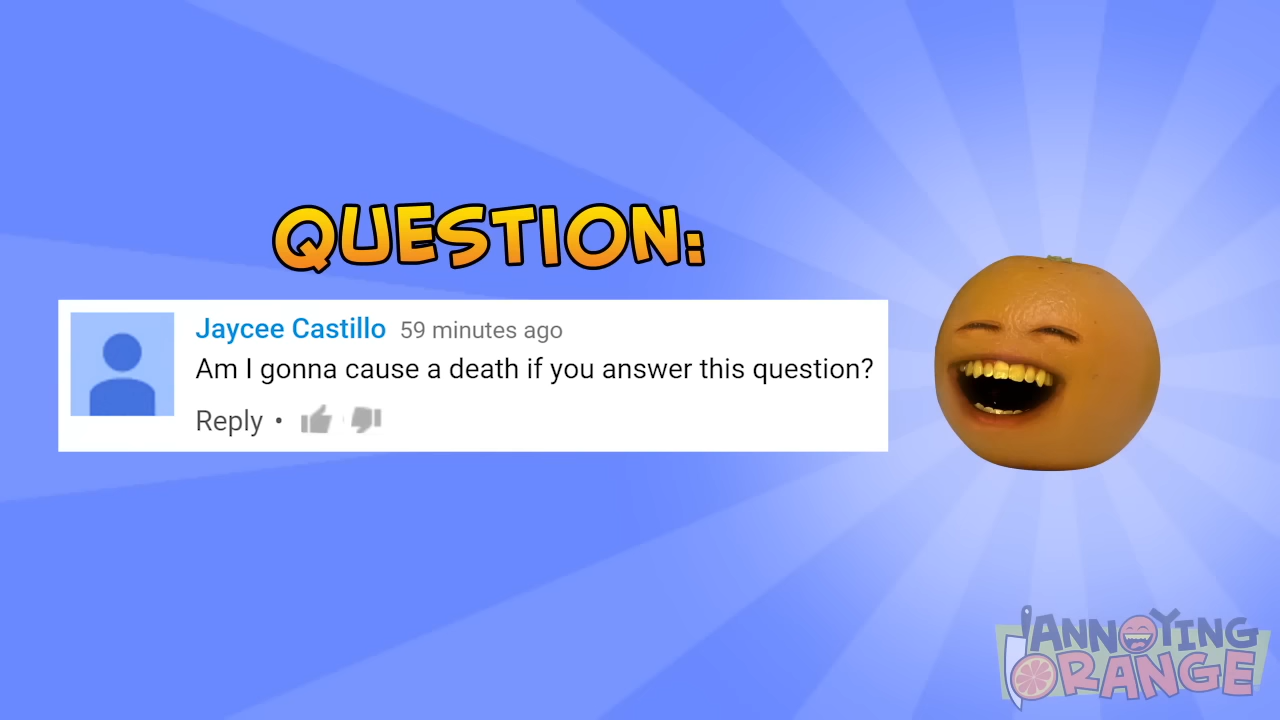 QUESTION:
Jaycee Castillo 59 minutes ago
Am I gonna cause a death if you answer this question?
Reply •
ANNOYING
ORANGE